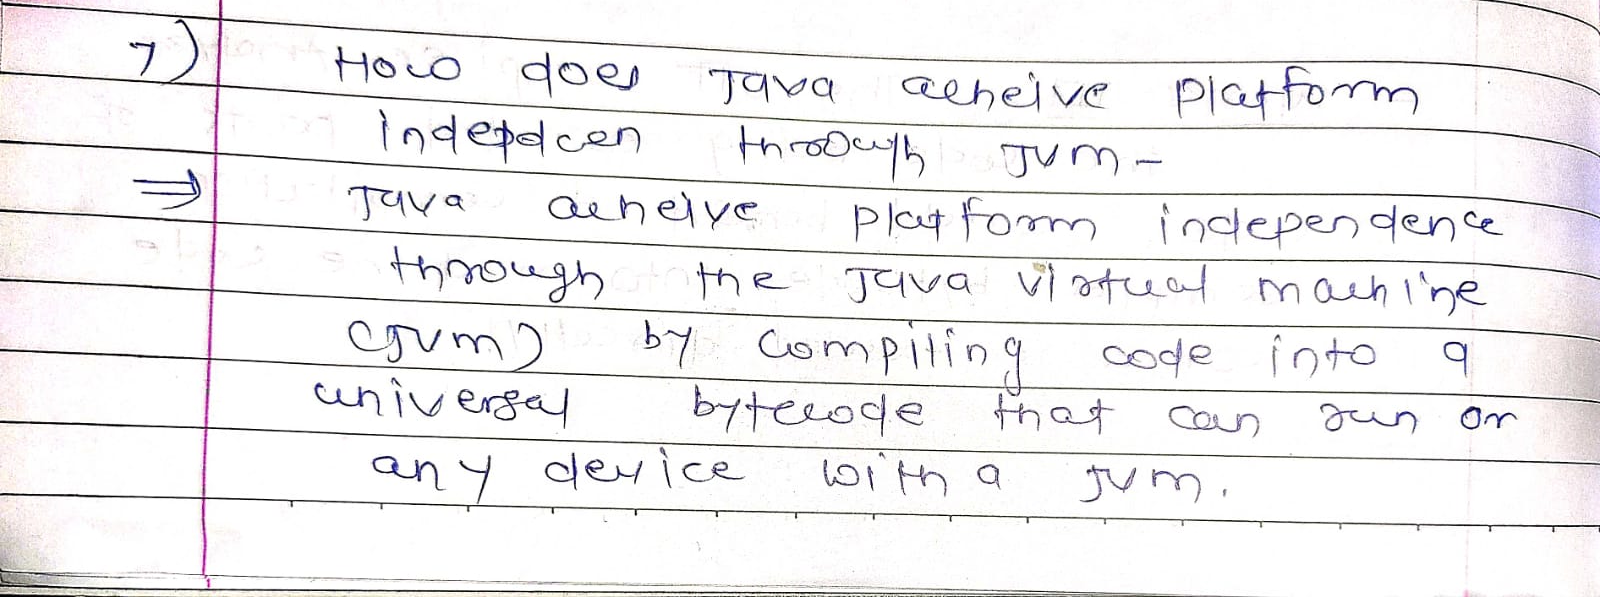 7) How does Java acheive platform
indepdcen through JVM -
⇒ Java acheive platform independence
through the Java virtual machine
(JVM) by compiling code into a
universal bytecode that can run on
any device with a JVM.